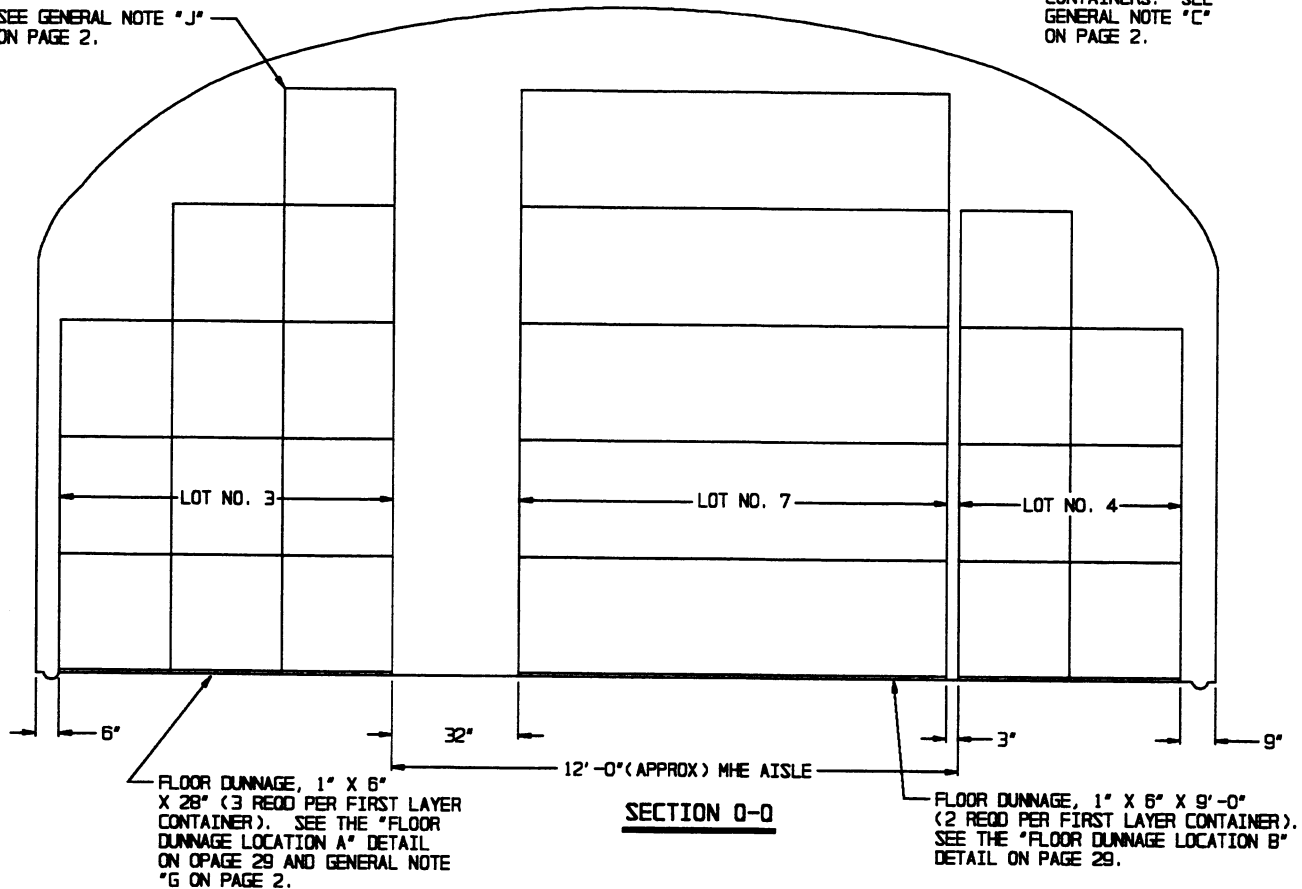 SEE GENERAL NOTE "J"
ON PAGE 2.
CONTAINERS. SEE
GENERAL NOTE "C"
ON PAGE 2.
LOT NO. 3
LOT NO. 7
LOT NO. 4
6"
32"
3"
9"
12'-0"(APPROX) MHE AISLE
FLOOR DUNNAGE, 1" X 6"
X 28" (3 REQD PER FIRST LAYER
CONTAINER). SEE THE "FLOOR
DUNNAGE LOCATION A" DETAIL
ON OPAGE 29 AND GENERAL NOTE
"G ON PAGE 2.
SECTION O-O
FLOOR DUNNAGE, 1" X 6" X 9'-0"
(2 REQD PER FIRST LAYER CONTAINER).
SEE THE "FLOOR DUNNAGE LOCATION B"
DETAIL ON PAGE 29.